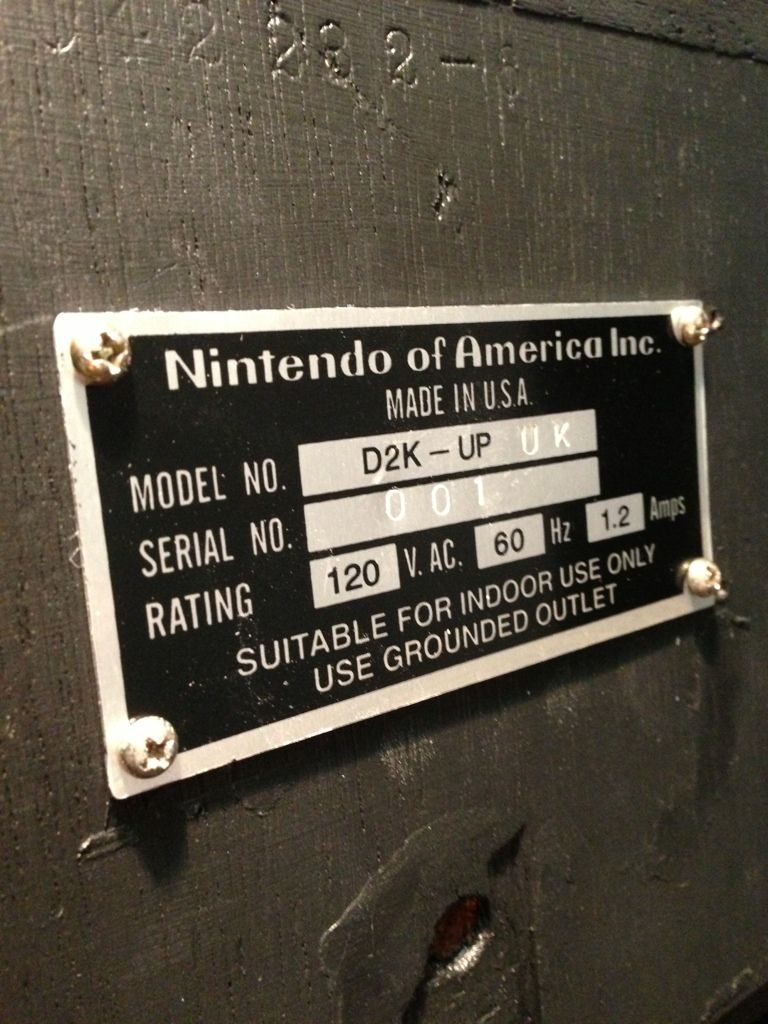 Nintendo of America Inc.
MADE IN U.S.A.
MODEL NO. D2K-UP UK
SERIAL NO. 001
RATING 120 V. AC. 60 Hz 1.2 Amps
SUITABLE FOR INDOOR USE ONLY
USE GROUNDED OUTLET